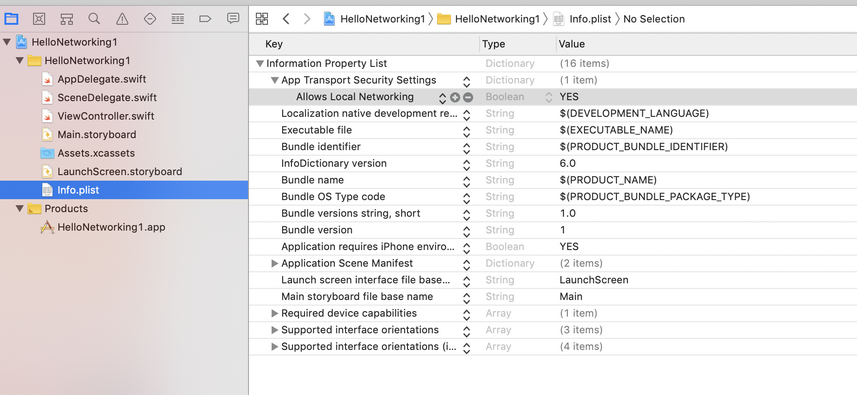 HelloNetworking1 HelloNetworking1 Info.plist No Selection
HelloNetworking1
HelloNetworking1
AppDelegate.swift
SceneDelegate.swift
ViewController.swift
Main.storyboard
Assets.xcassets
LaunchScreen.storyboard
Info.plist
Products
HelloNetworking1.app
Key Type Value
Information Property List Dictionary (16 items)
App Transport Security Settings Dictionary (1 item)
Allows Local Networking Boolean YES
Localization native development re... String $(DEVELOPMENT_LANGUAGE)
Executable file String $(EXECUTABLE_NAME)
Bundle identifier String $(PRODUCT_BUNDLE_IDENTIFIER)
InfoDictionary version String 6.0
Bundle name String $(PRODUCT_NAME)
Bundle OS Type code String $(PRODUCT_BUNDLE_PACKAGE_TYPE)
Bundle versions string, short String 1.0
Bundle version String 1
Application requires iPhone enviro... Boolean YES
Application Scene Manifest Dictionary (2 items)
Launch screen interface file base... String LaunchScreen
Main storyboard file base name String Main
Required device capabilities Array (1 item)
Supported interface orientations Array (3 items)
Supported interface orientations (i... Array (4 items)